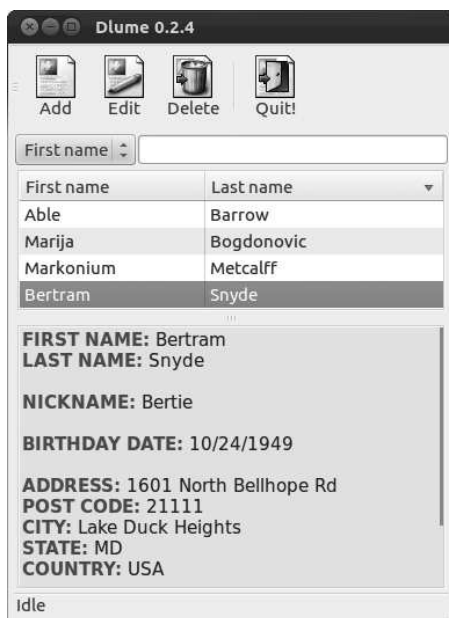 Dlume 0.2.4
Add Edit Delete Quit!
First name
First name Last name
Able Barrow
Marija Bogdonovic
Markonium Metcalff
Bertram Snyde
FIRST NAME: Bertram
LAST NAME: Snyde
NICKNAME: Bertie
BIRTHDAY DATE: 10/24/1949
ADDRESS: 1601 North Bellhope Rd
POST CODE: 21111
CITY: Lake Duck Heights
STATE: MD
COUNTRY: USA
Idle